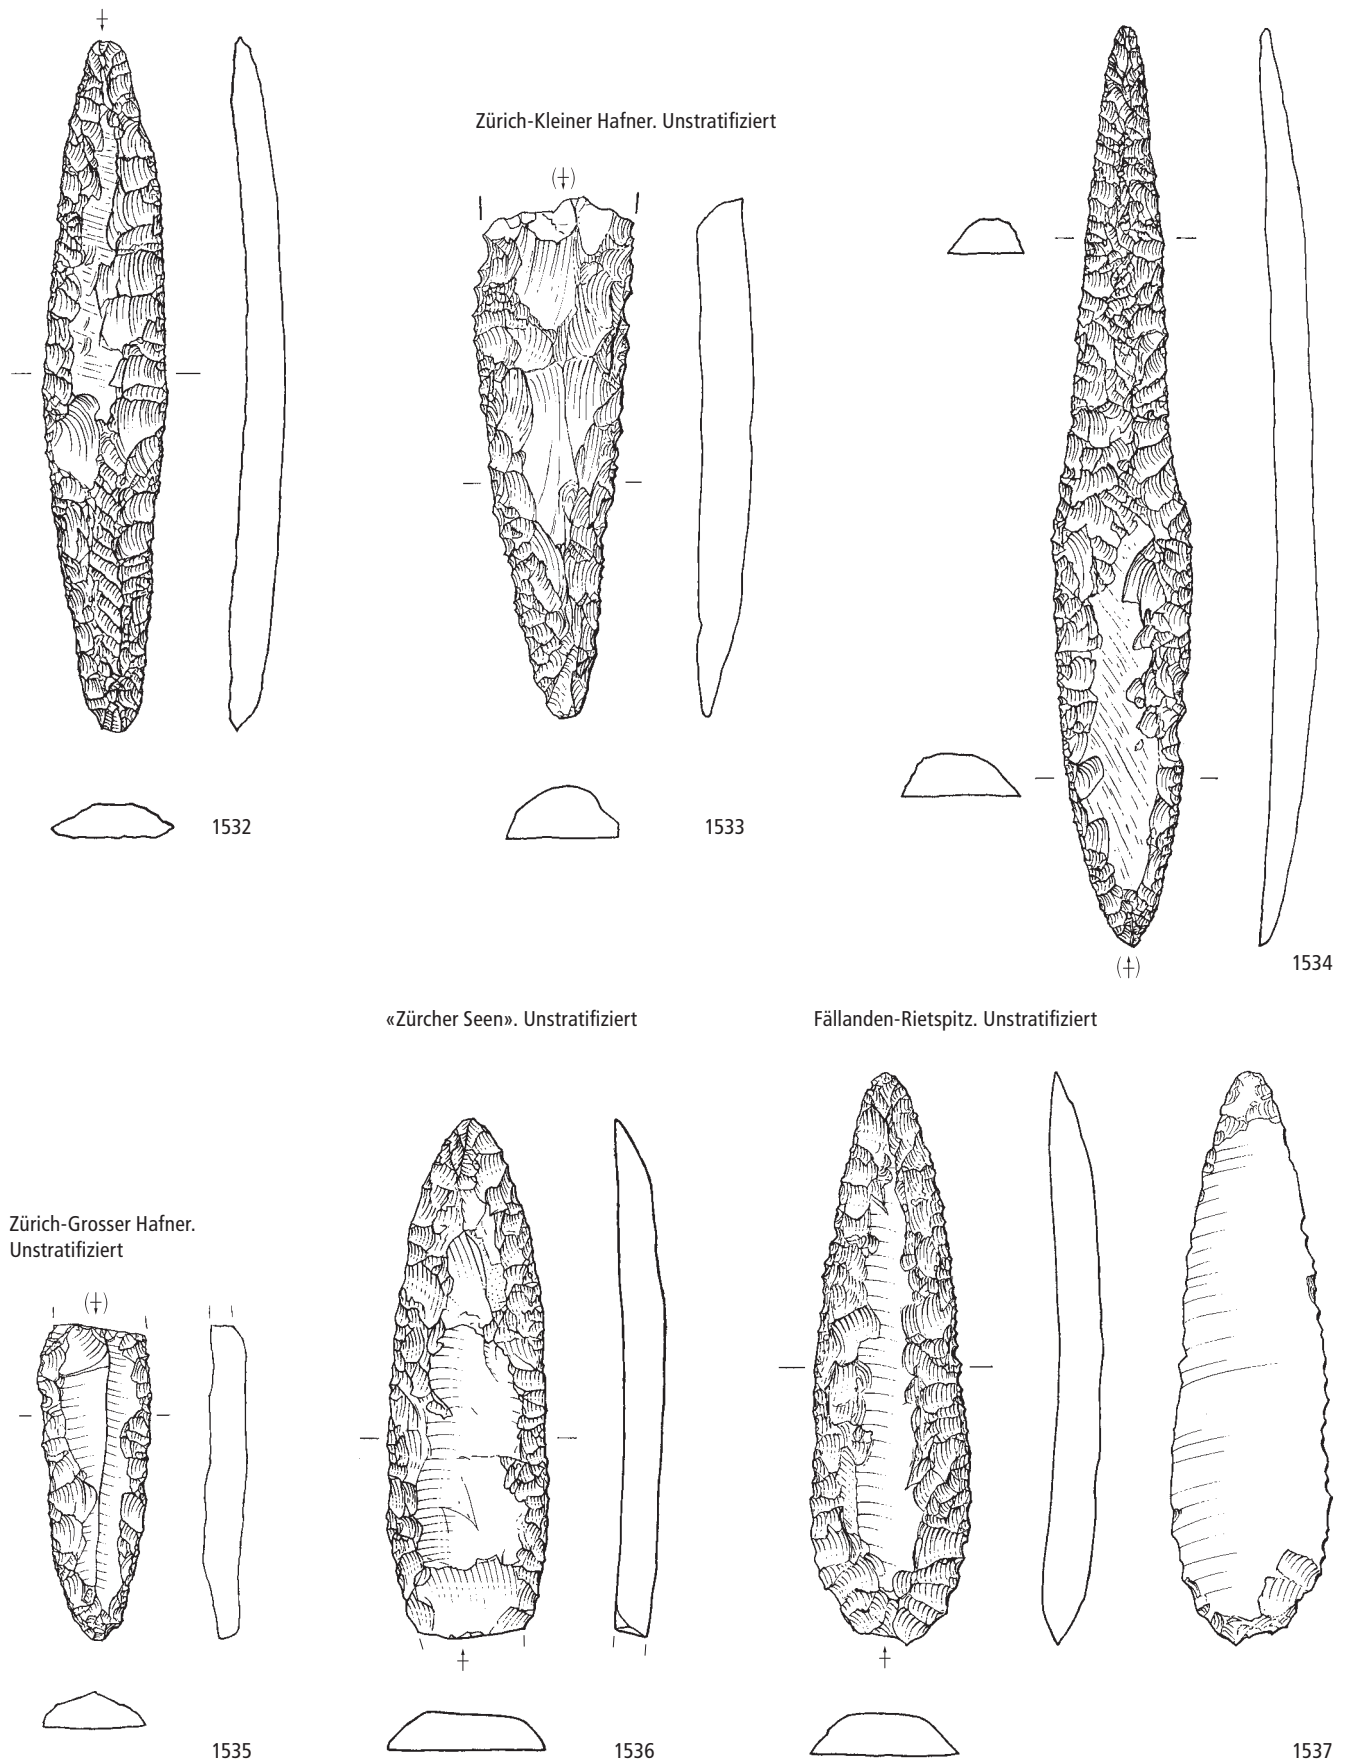 Zürich-Kleiner Hafner. Unstratifiziert
1532
1533
1534
«Zürcher Seen». Unstratifiziert
Fällanden-Rietspitz. Unstratifiziert
Zürich-Grosser Hafner.
Unstratifiziert
1535
1536
1537